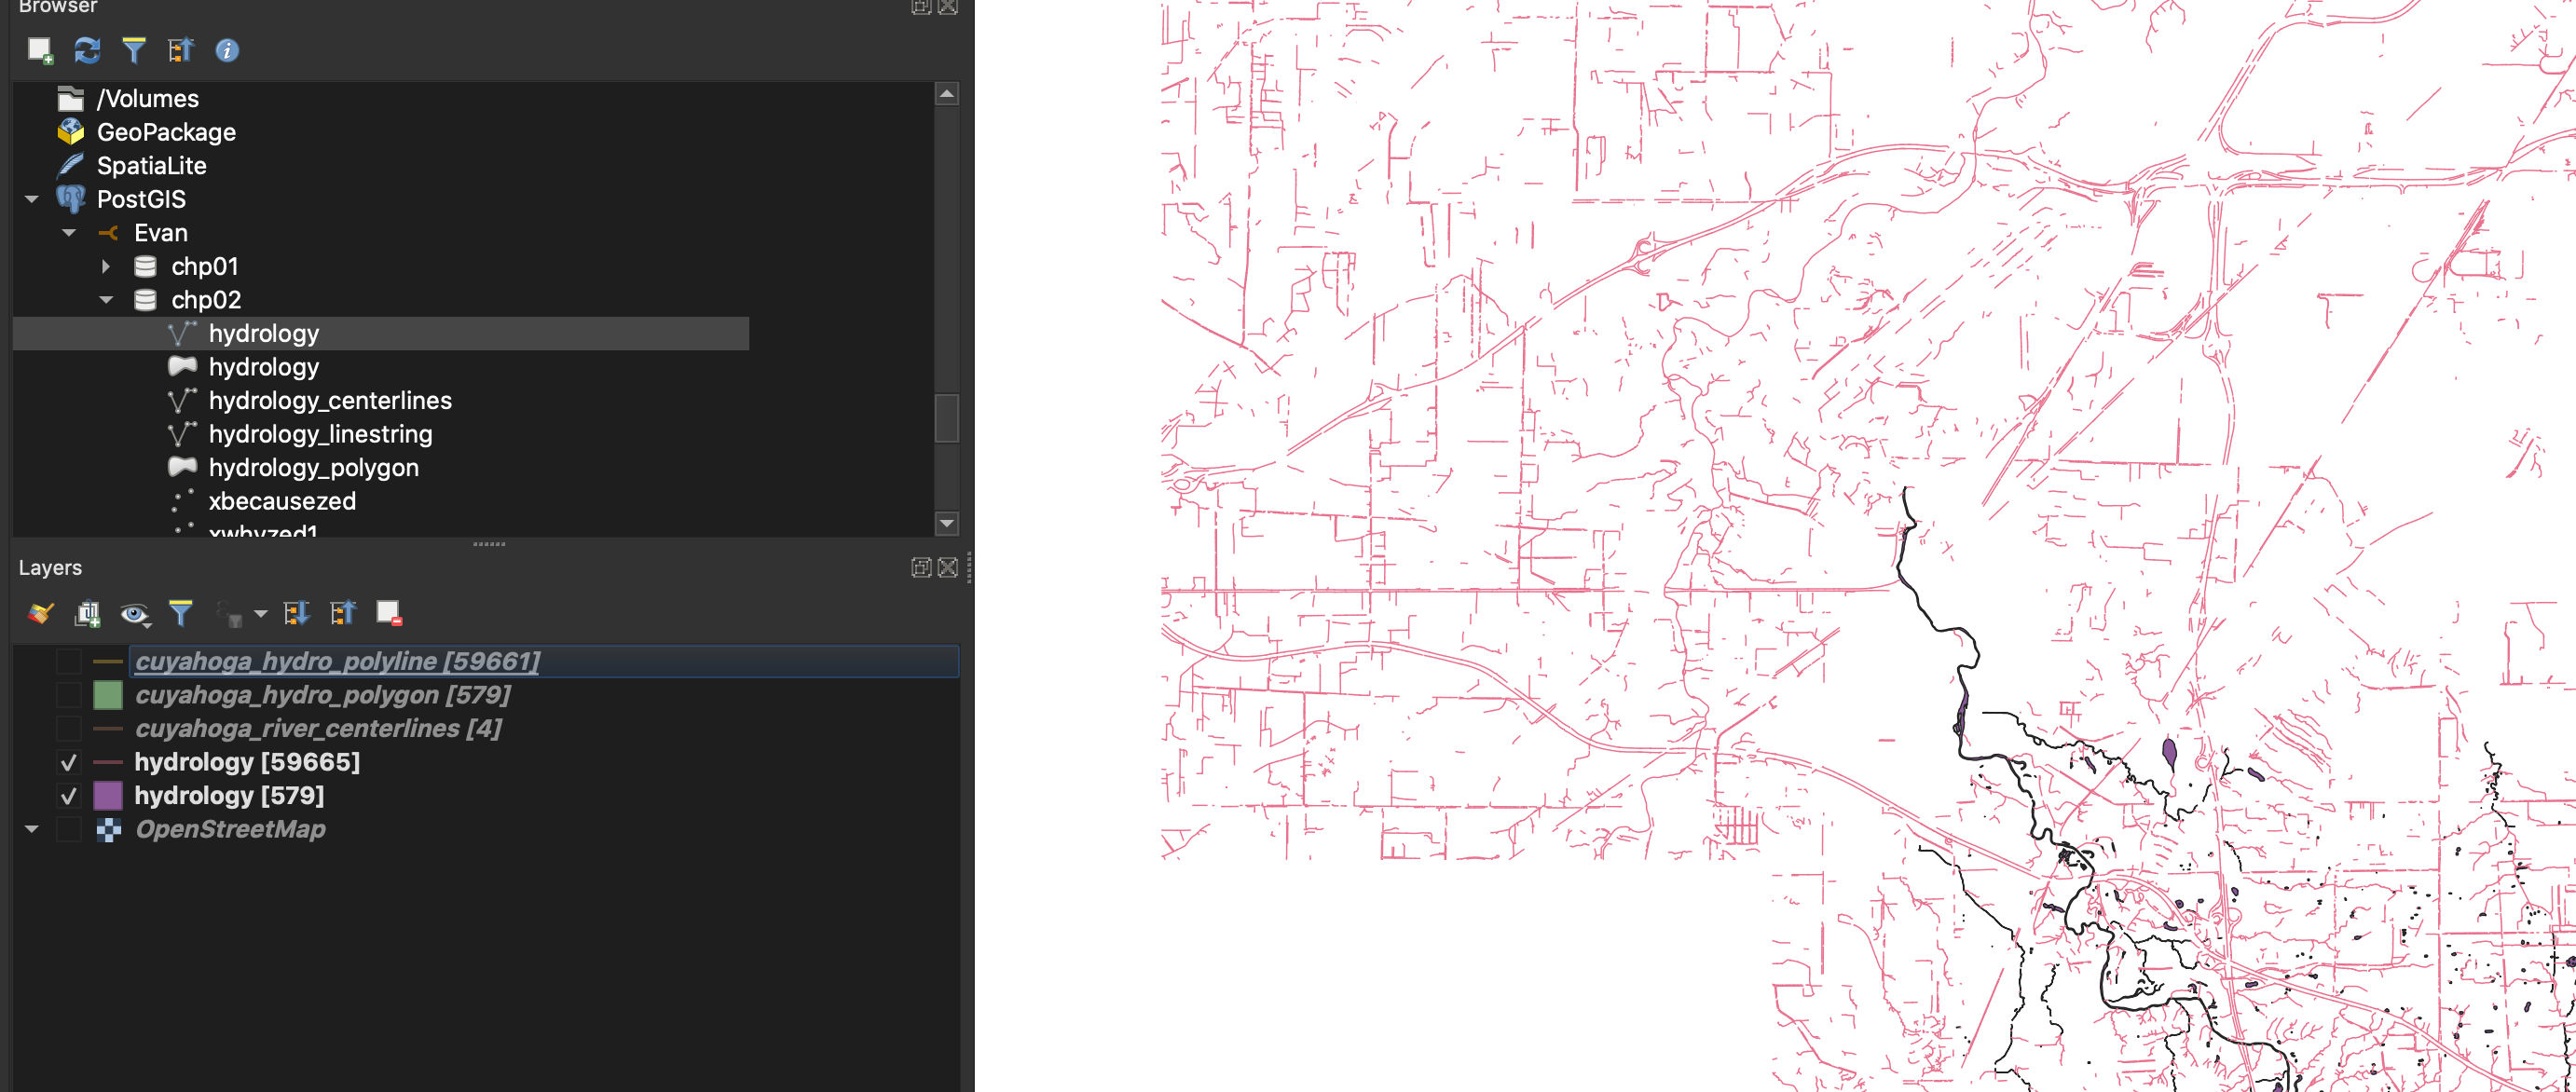 Browser
/Volumes
GeoPackage
SpatiaLite
PostGIS
Evan
chp01
chp02
hydrology
hydrology
hydrology_centerlines
hydrology_linestring
hydrology_polygon
xbecausezed
xwhyzed1
Layers
cuyahoga_hydro_polyline [59661]
cuyahoga_hydro_polygon [579]
cuyahoga_river_centerlines [4]
hydrology [59665]
hydrology [579]
OpenStreetMap